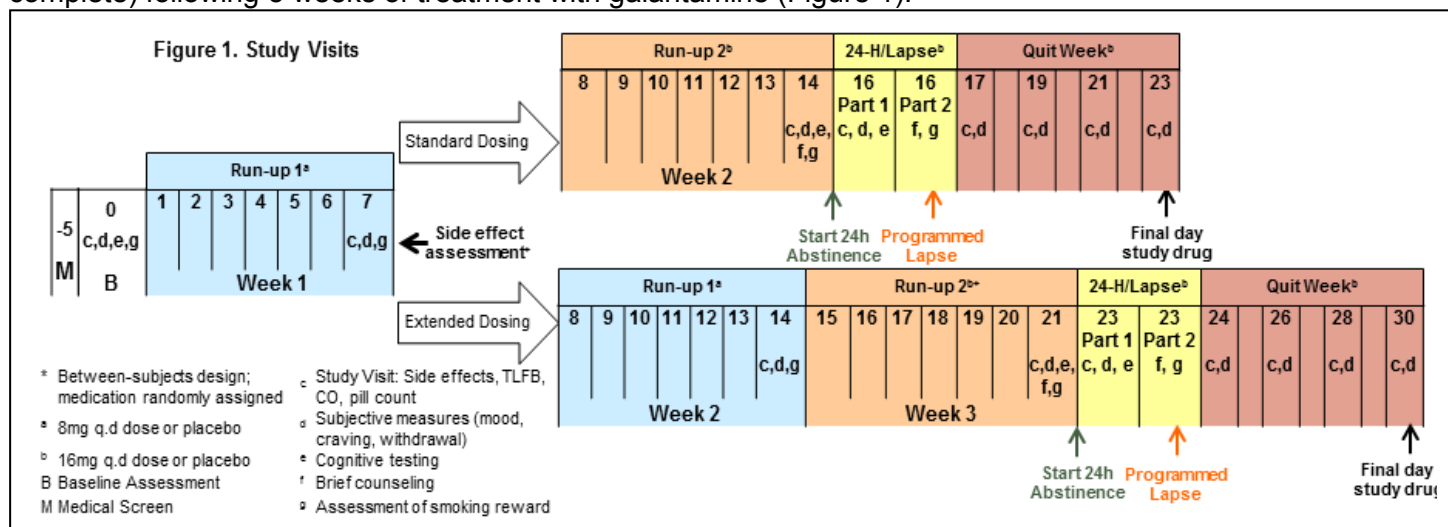 complete) following 3 weeks of treatment with galantamine (Figure 1).
Figure 1. Study Visits
Run-up 2ᵇ 24-H/Lapseᵇ Quit Weekᵇ
8 9 10 11 12 13 14 16 16 17 19 21 23
Part 1 Part 2
c,d,e, c, d, e f, g c,d c,d c,d c,d
f,g
Standard Dosing
Week 2
Run-up 1ᵃ
-5 0 1 2 3 4 5 6 7
c,d,e,g c,d,g
M B Week 1
Side effect
assessment*
Start 24h Programmed Final day
Abstinence Lapse study drug
Run-up 1ᵃ Run-up 2ᵇ* 24-H/Lapseᵇ Quit Weekᵇ
Extended Dosing
8 9 10 11 12 13 14 15 16 17 18 19 20 21 23 23 24 26 28 30
Part 1 Part 2
c,d,g c,d,e, c, d, e f, g c,d c,d c,d c,d
f,g
Week 2 Week 3
Start 24h Programmed Final day
Abstinence Lapse study drug
* Between-subjects design;
medication randomly assigned
ᵃ 8mg q.d dose or placebo
ᵇ 16mg q.d dose or placebo
B Baseline Assessment
M Medical Screen
c Study Visit: Side effects, TLFB,
CO, pill count
d Subjective measures (mood,
craving, withdrawal)
e Cognitive testing
f Brief counseling
g Assessment of smoking reward